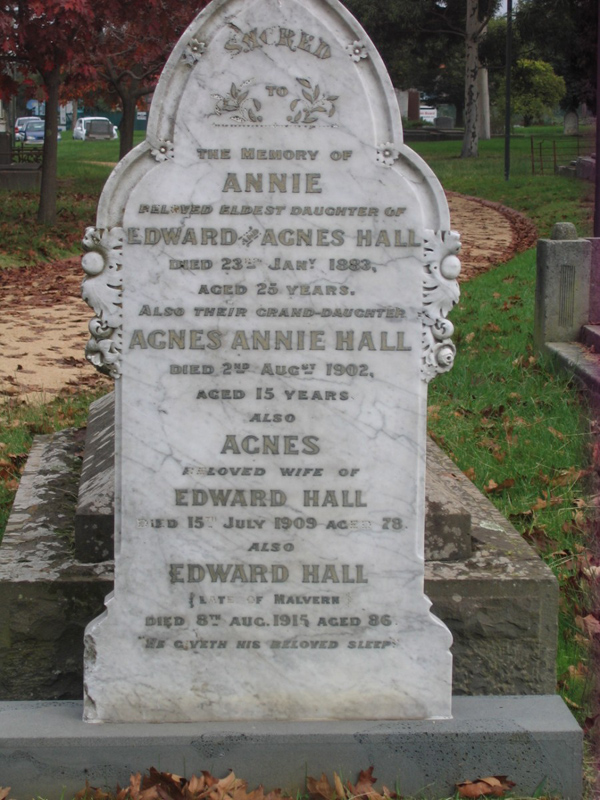 SACRED
TO
THE MEMORY OF
ANNIE
BELOVED ELDEST DAUGHTER OF
EDWARD AND AGNES HALL
DIED 23RD JANY 1883,
AGED 25 YEARS.
ALSO THEIR GRAND-DAUGHTER
AGNES ANNIE HALL
DIED 2ND AUGST 1902,
AGED 15 YEARS
ALSO
AGNES
BELOVED WIFE OF
EDWARD HALL
DIED 15TH JULY 1909 AGED 78
ALSO
EDWARD HALL
LATE OF MALVERN
DIED 8TH AUG. 1915 AGED 86
"HE GIVETH HIS BELOVED SLEEP"